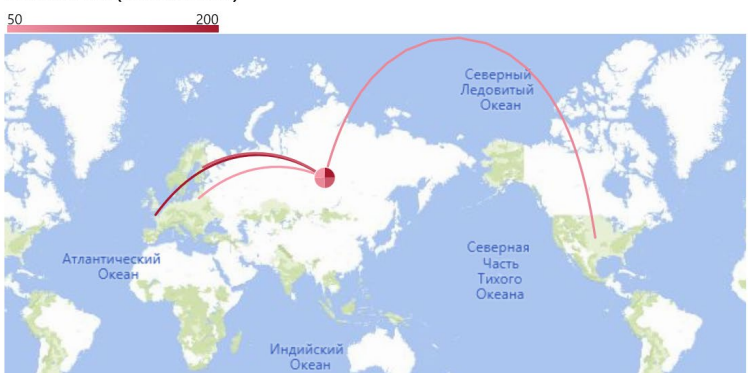 50 200
Северный
Ледовитый
Океан
Атлантический
Океан
Северная
Часть
Тихого
Океана
Индийский
Океан